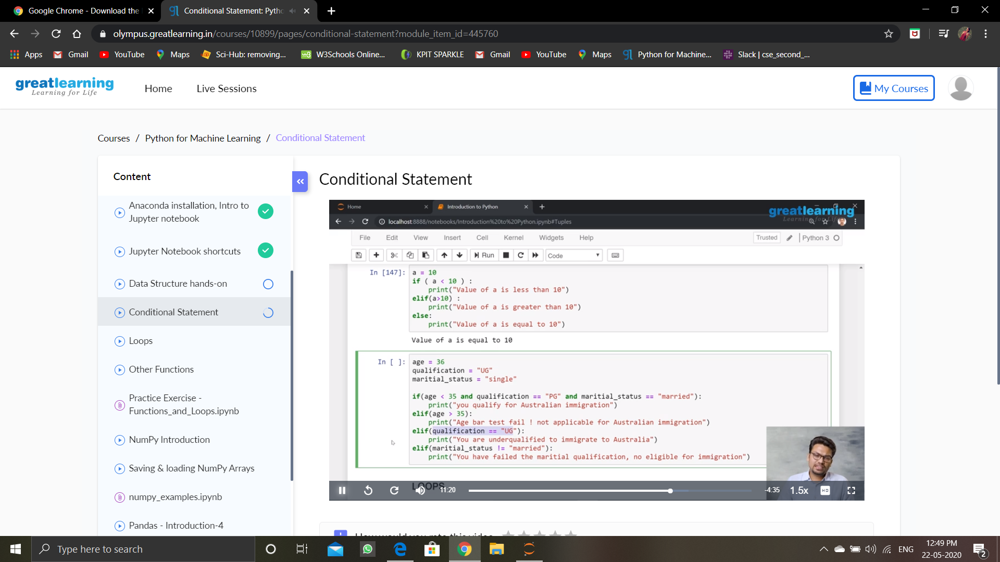 Google Chrome - Download the
Conditional Statement: Pytho
olympus.greatlearning.in/courses/10899/pages/conditional-statement?module_item_id=445760
Apps
Gmail
YouTube
Maps
Sci-Hub: removing...
W3Schools Online...
KPIT SPARKLE
Gmail
YouTube
Maps
Python for Machine...
Slack | cse_second_...
greatlearning
Learning for Life
Home
Live Sessions
My Courses
Courses / Python for Machine Learning / Conditional Statement
Content
Anaconda installation, Intro to
Jupyter notebook
Jupyter Notebook shortcuts
Data Structure hands-on
Conditional Statement
Loops
Other Functions
Practice Exercise -
Functions_and_Loops.ipynb
NumPy Introduction
Saving & loading NumPy Arrays
numpy_examples.ipynb
Pandas - Introduction-4
Conditional Statement
Home
Introduction to Python
greatlearning
localhost:8888/notebooks/Introduction%20to%20Python.ipynb#Tuples
Learning for Life
File Edit View Insert Cell Kernel Widgets Help
Trusted
Python 3
Run
Code
In [147]: a = 10
if ( a < 10 ) :
print("Value of a is less than 10")
elif(a>10) :
print("Value of a is greater than 10")
else:
print("Value of a is equal to 10")
Value of a is equal to 10
In [ ]: age = 36
qualification = "UG"
maritial_status = "single"
if(age < 35 and qualification == "PG" and maritial_status == "married"):
print("you qualify for Australian immigration")
elif(age > 35):
print("Age bar test fail ! not applicable for Australian immigration")
elif(qualification == "UG"):
print("You are underqualified to immigrate to Australia")
elif(maritial_status != "married"):
print("You have failed the maritial qualification, no eligible for immigration")
LOOPS
11:20
-4:35
1.5x
HD
How would you rate this video
Type here to search
ENG
12:49 PM
22-05-2020
2